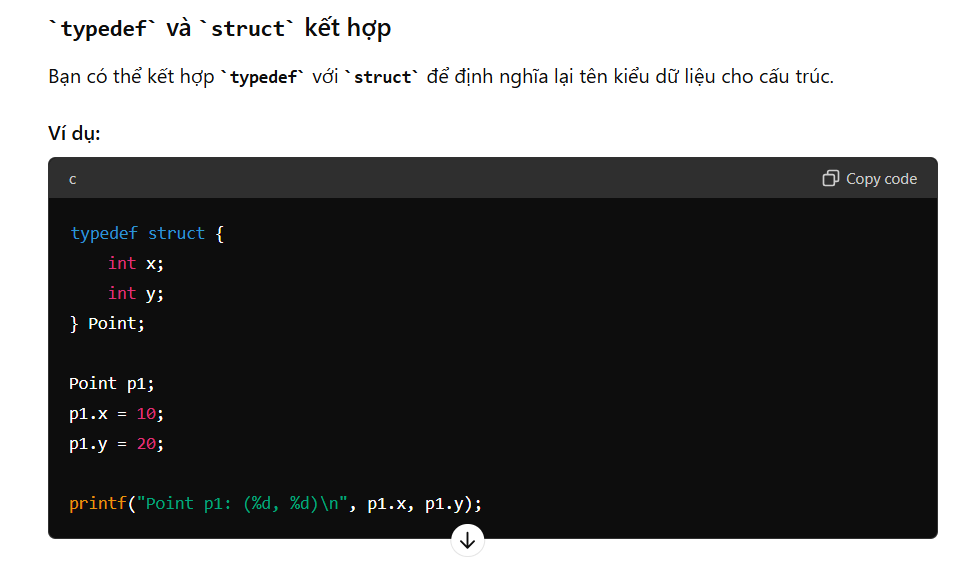 `typedef` và `struct` kết hợp
Bạn có thể kết hợp `typedef` với `struct` để định nghĩa lại tên kiểu dữ liệu cho cấu trúc.
Ví dụ:
c
Copy code
typedef struct {
    int x;
    int y;
} Point;

Point p1;
p1.x = 10;
p1.y = 20;

printf("Point p1: (%d, %d)\n", p1.x, p1.y);